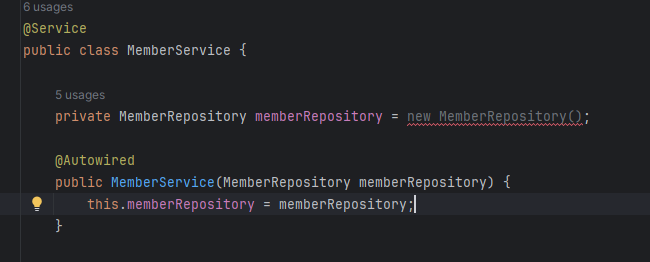 6 usages
@Service
public class MemberService {
5 usages
private MemberRepository memberRepository = new MemberRepository();
@Autowired
public MemberService(MemberRepository memberRepository) {
this.memberRepository = memberRepository;
}